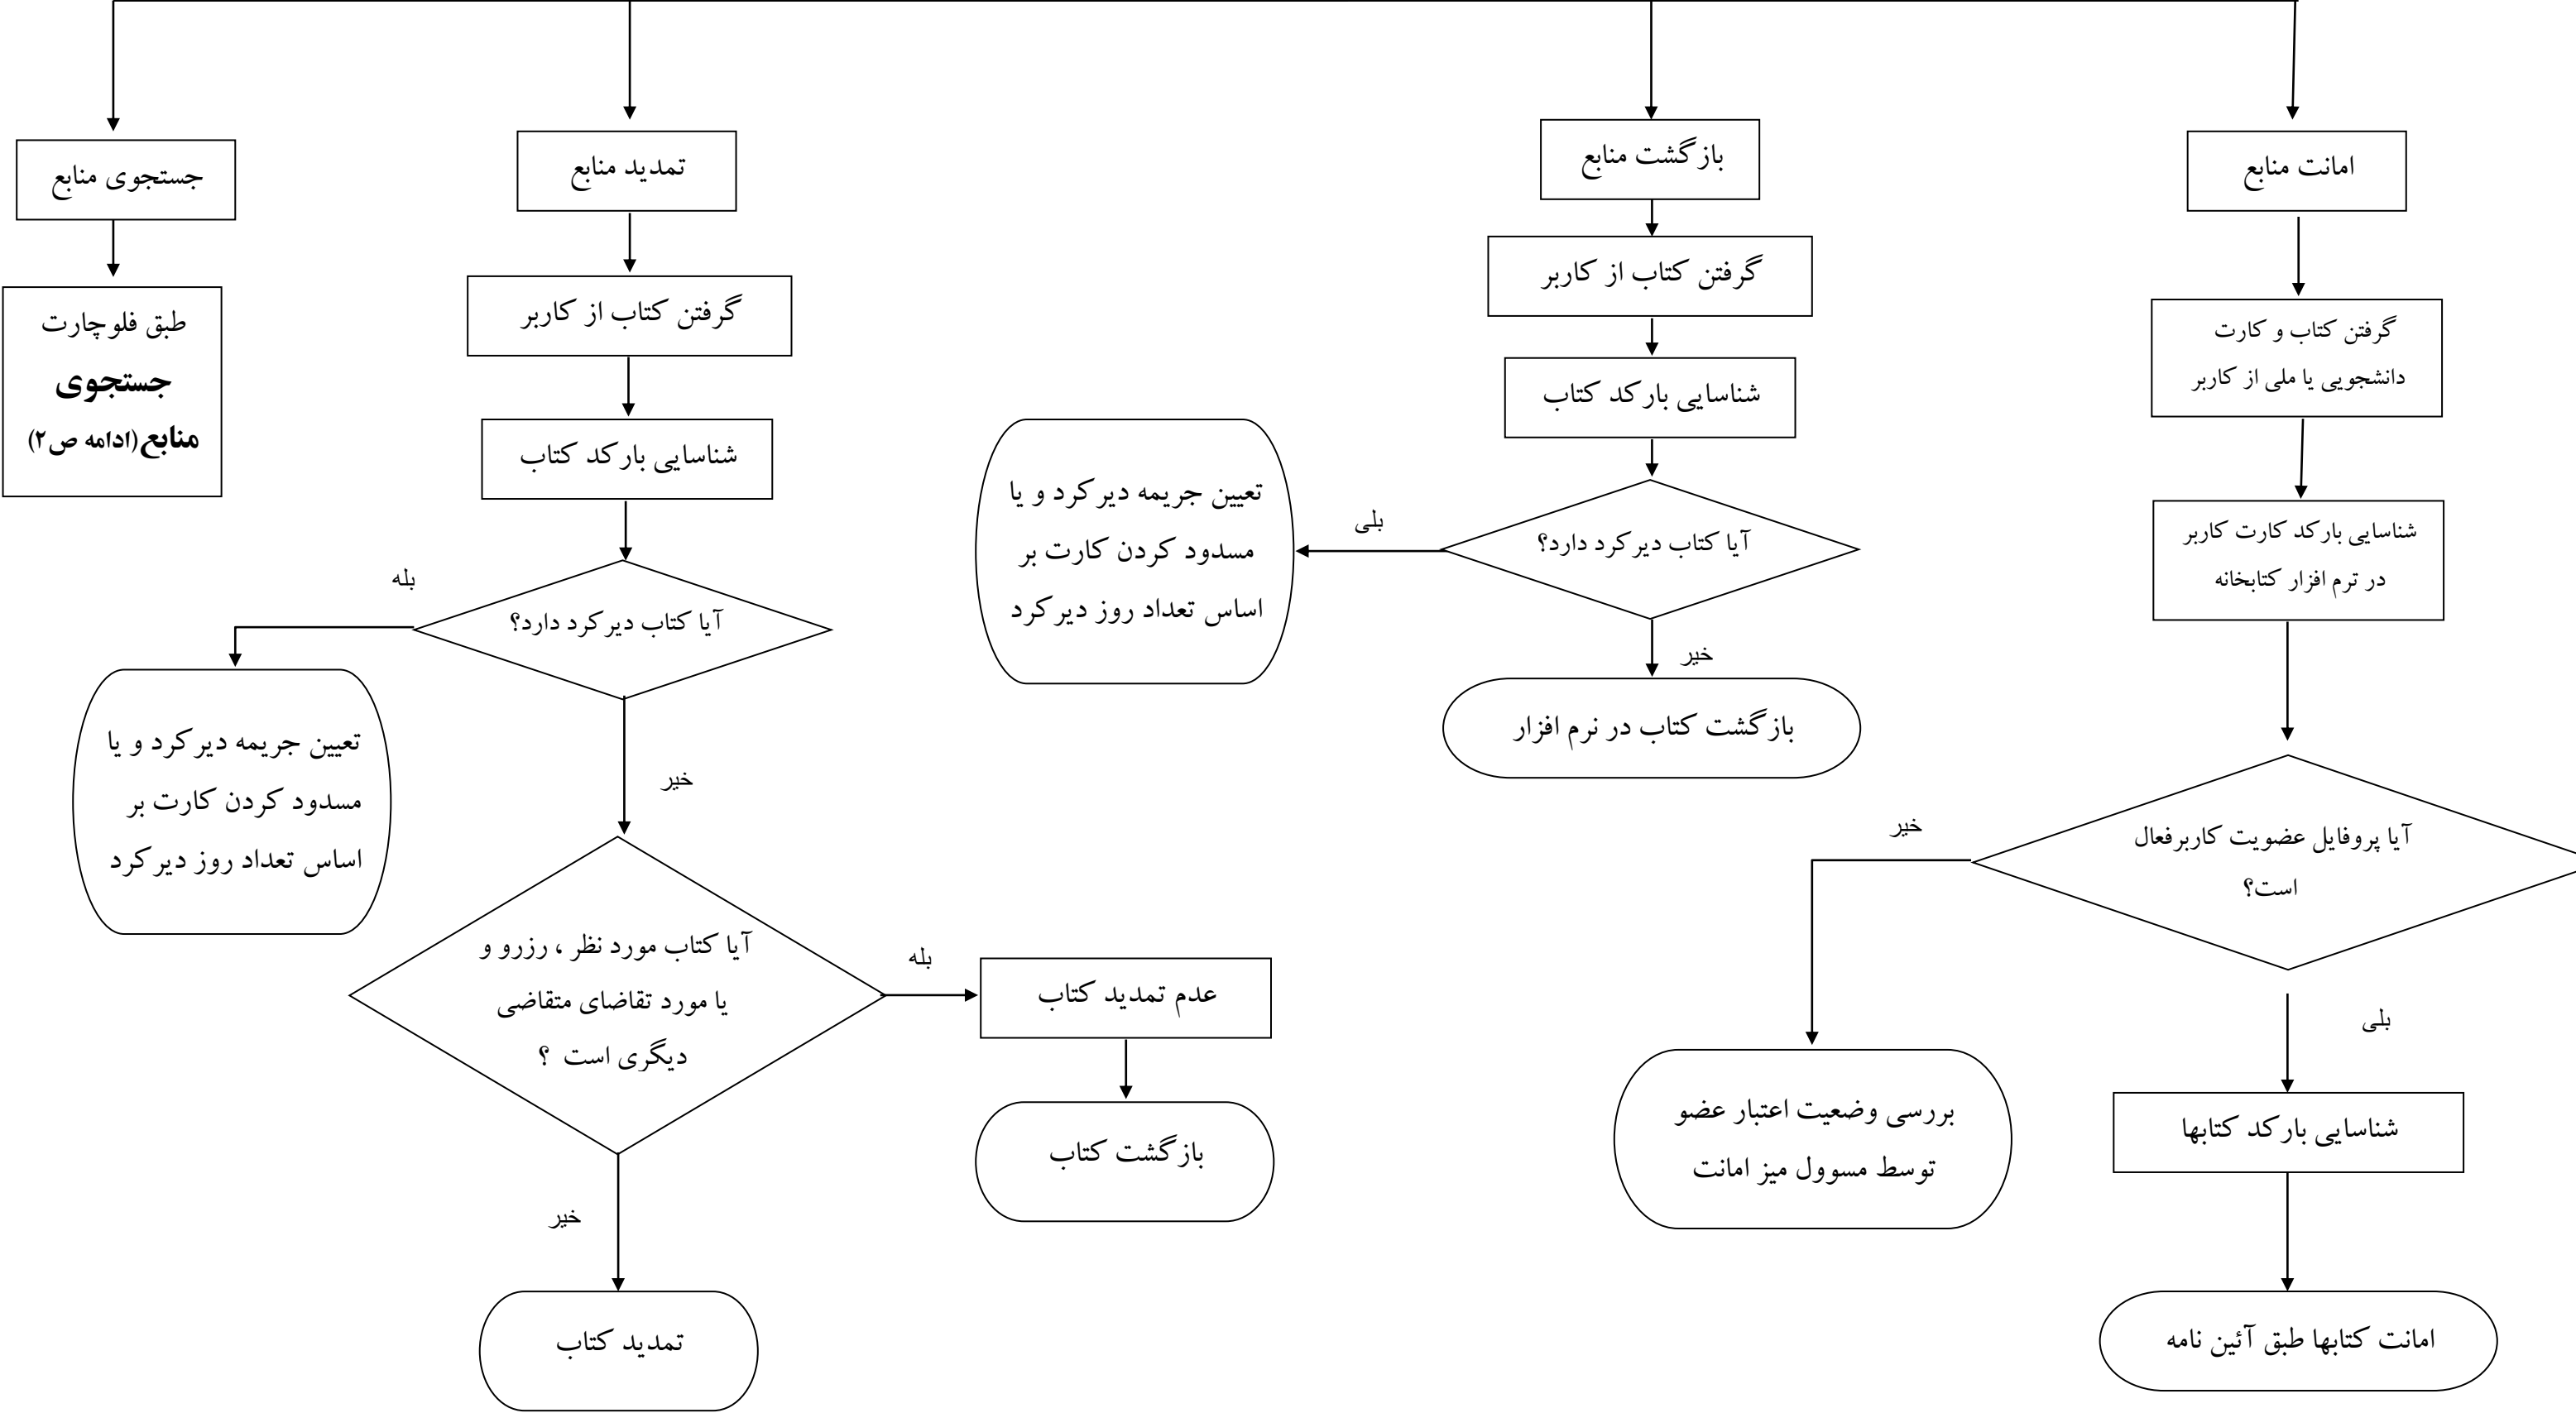 امانت منابع
گرفتن کتاب و کارت
دانشجویی یا ملی از کاربر
شناسایی بارکد کارت کاربر
در نرم افزار کتابخانه
آیا پروفایل عضویت کاربرفعال
است؟
خیر
بررسی وضعیت اعتبار عضو
توسط مسوول میز امانت
بلی
شناسایی بارکد کتابها
امانت کتابها طبق آئین نامه
بازگشت منابع
گرفتن کتاب از کاربر
شناسایی بارکد کتاب
آیا کتاب دیرکرد دارد؟
بلی
تعیین جریمه دیرکرد و یا
مسدود کردن کارت بر
اساس تعداد روز دیرکرد
خیر
بازگشت کتاب در نرم افزار
تمدید منابع
گرفتن کتاب از کاربر
شناسایی بارکد کتاب
آیا کتاب دیرکرد دارد؟
بله
تعیین جریمه دیرکرد و یا
مسدود کردن کارت بر
اساس تعداد روز دیرکرد
خیر
آیا کتاب مورد نظر ، رزرو و
یا مورد تقاضای متقاضی
دیگری است ؟
بله
عدم تمدید کتاب
بازگشت کتاب
خیر
تمدید کتاب
جستجوی منابع
طبق فلوچارت
جستجوی
منابع(ادامه ص۲)